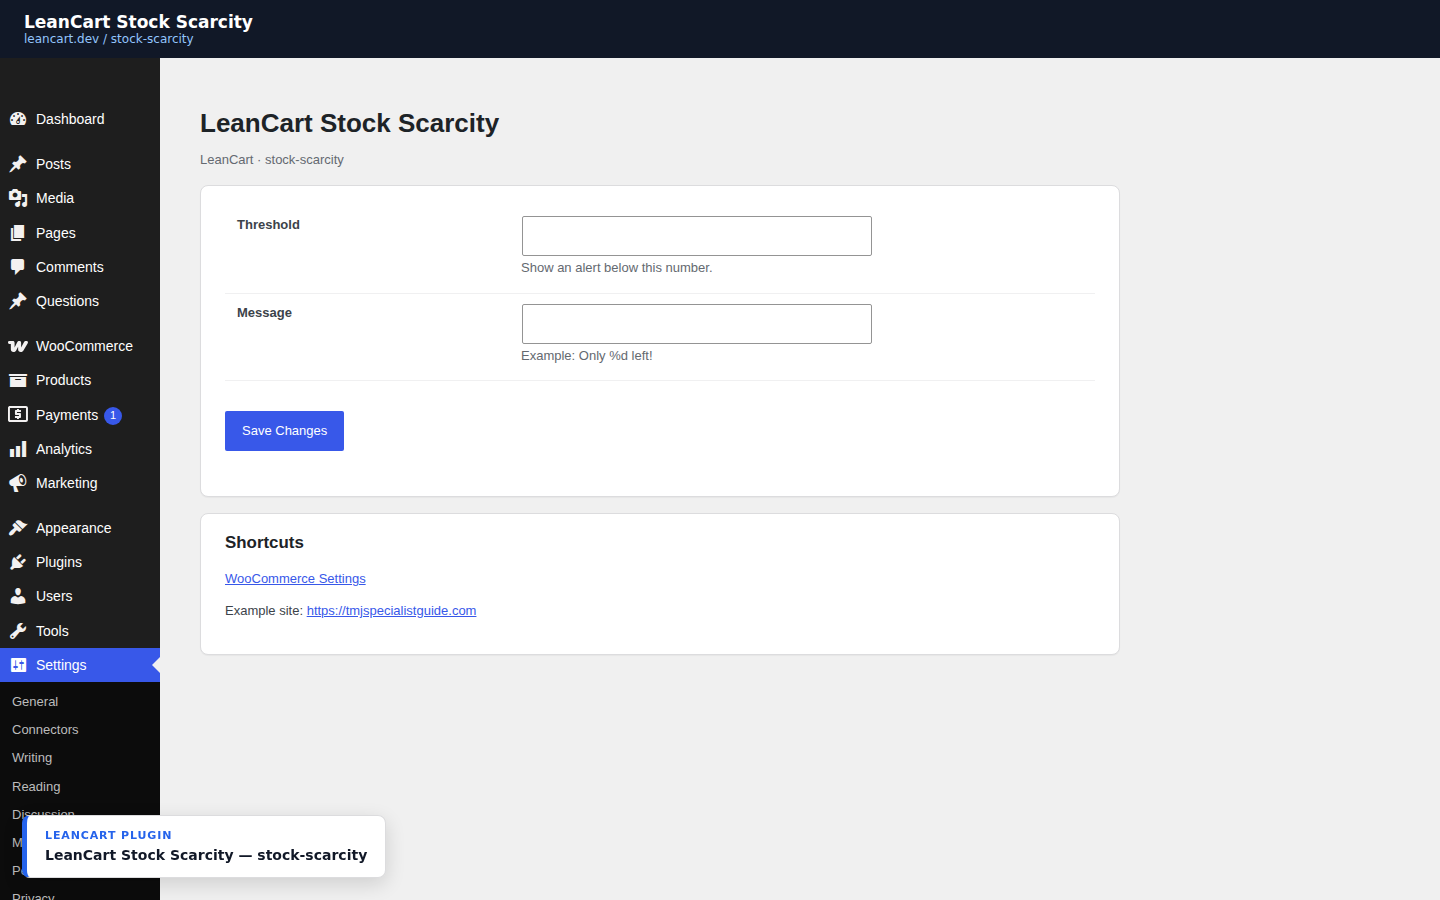 LeanCart Stock Scarcity
leancart.dev / stock-scarcity
Dashboard
Posts
Media
Pages
Comments
Questions
WooCommerce
Products
Payments 1
Analytics
Marketing
Appearance
Plugins
Users
Tools
Settings
General
Connectors
Writing
Reading
Discussion
Privacy
LeanCart Stock Scarcity
LeanCart · stock-scarcity
Threshold
Show an alert below this number.
Message
Example: Only %d left!
Save Changes
Shortcuts
WooCommerce Settings
Example site: https://tmjspecialistguide.com
LEANCART PLUGIN
LeanCart Stock Scarcity — stock-scarcity